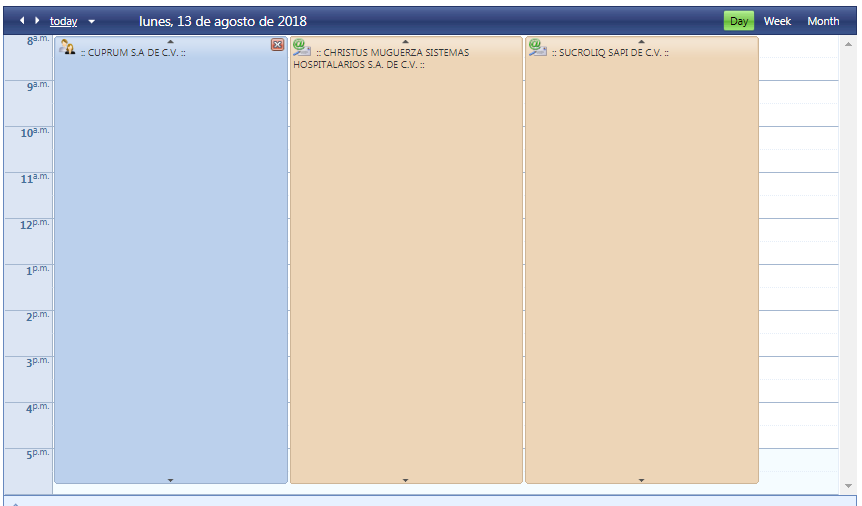 today lunes, 13 de agosto de 2018 Day Week Month
8a.m.
:: CUPRUM S.A DE C.V. ::
:: CHRISTUS MUGUERZA SISTEMAS
HOSPITALARIOS S.A. DE C.V. ::
:: SUCROLIQ SAPI DE C.V. ::
9a.m.
10a.m.
11a.m.
12p.m.
1p.m.
2p.m.
3p.m.
4p.m.
5p.m.